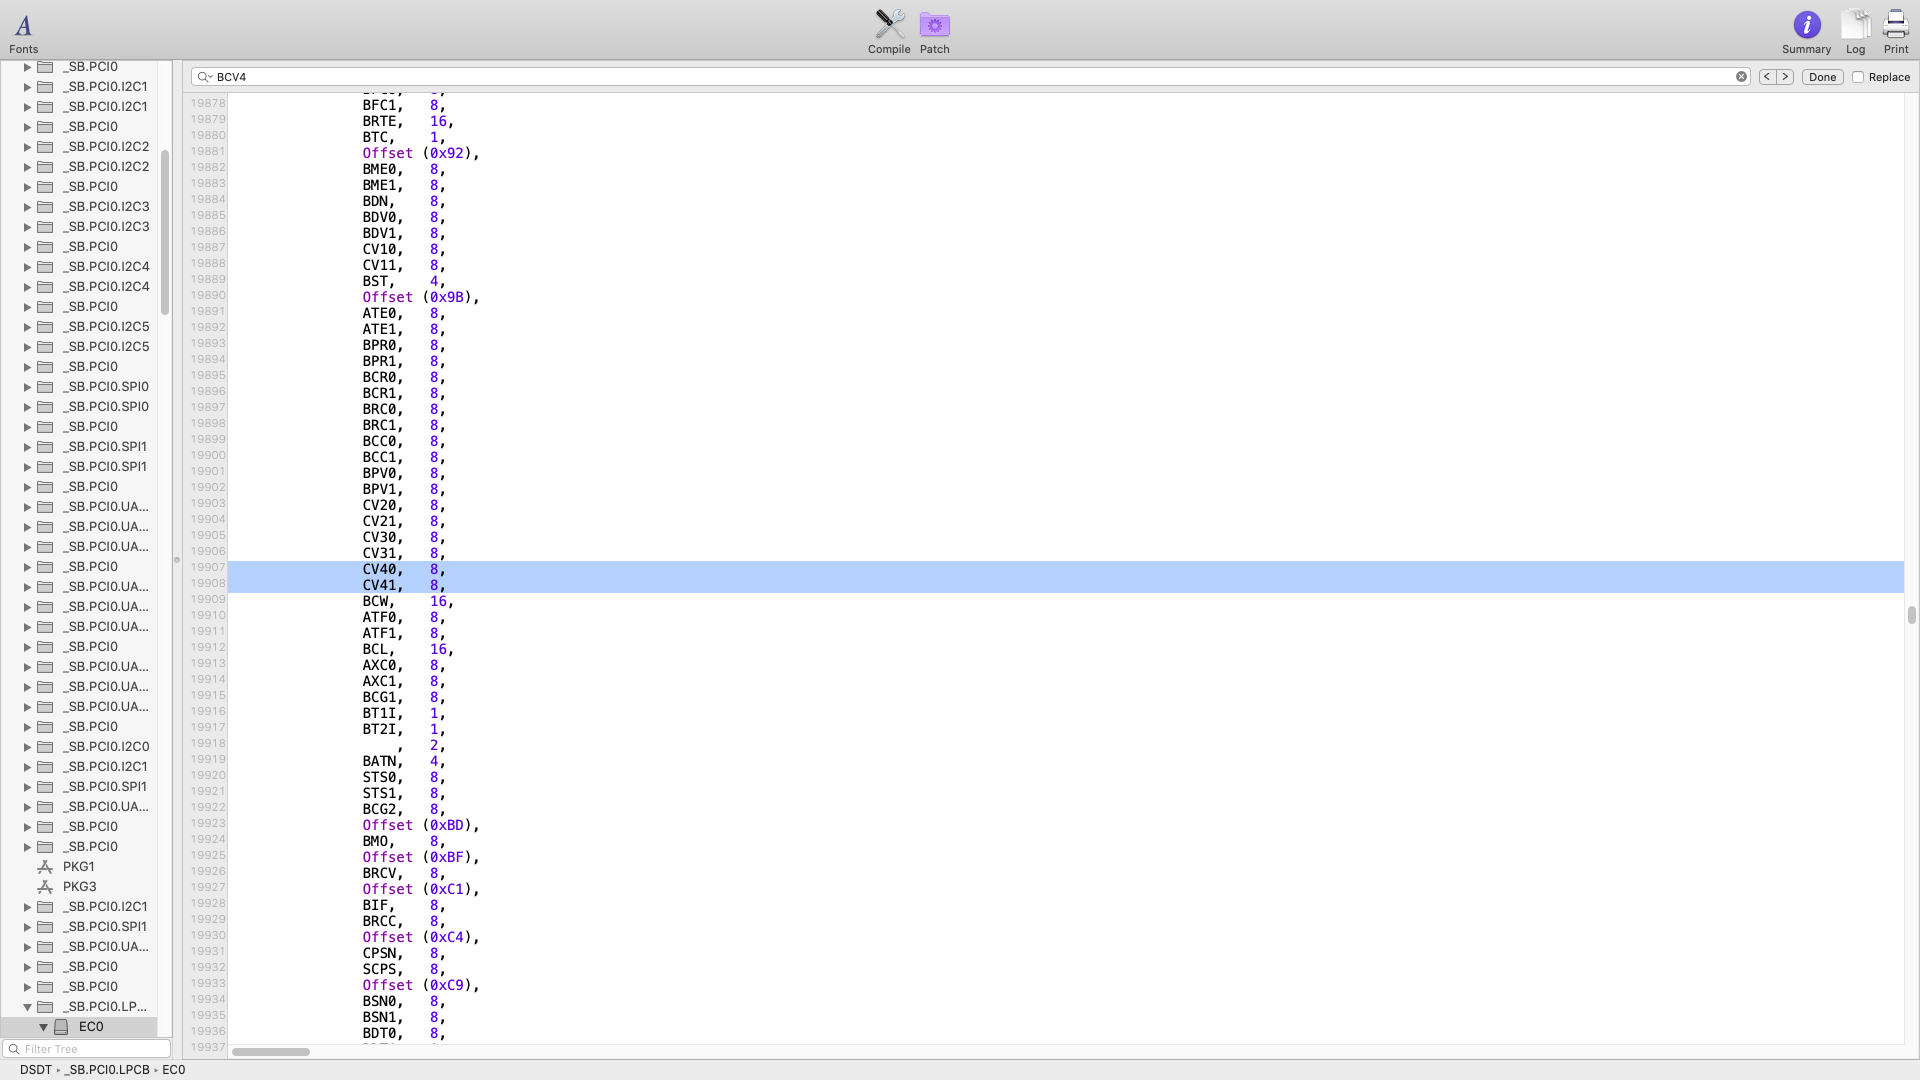 Fonts
Compile
Patch
Summary
Log
Print
BCV4
<
>
Done
Replace
_SB.PCI0
_SB.PCI0.I2C1
_SB.PCI0.I2C1
_SB.PCI0
_SB.PCI0.I2C2
_SB.PCI0.I2C2
_SB.PCI0
_SB.PCI0.I2C3
_SB.PCI0.I2C3
_SB.PCI0
_SB.PCI0.I2C4
_SB.PCI0.I2C4
_SB.PCI0
_SB.PCI0.I2C5
_SB.PCI0.I2C5
_SB.PCI0
_SB.PCI0.SPI0
_SB.PCI0.SPI0
_SB.PCI0
_SB.PCI0.SPI1
_SB.PCI0.SPI1
_SB.PCI0
_SB.PCI0.UA...
_SB.PCI0.UA...
_SB.PCI0.UA...
_SB.PCI0
_SB.PCI0.UA...
_SB.PCI0.UA...
_SB.PCI0.UA...
_SB.PCI0
_SB.PCI0.UA...
_SB.PCI0.UA...
_SB.PCI0.UA...
_SB.PCI0
_SB.PCI0.I2C0
_SB.PCI0.I2C1
_SB.PCI0.SPI1
_SB.PCI0.UA...
_SB.PCI0
_SB.PCI0
PKG1
PKG3
_SB.PCI0.I2C1
_SB.PCI0.SPI1
_SB.PCI0.UA...
_SB.PCI0
_SB.PCI0
_SB.PCI0.LP...
EC0
Filter Tree
19878 BFC1, 8,
19879 BRTE, 16,
19880 BTC, 1,
19881 Offset (0x92),
19882 BME0, 8,
19883 BME1, 8,
19884 BDN, 8,
19885 BDV0, 8,
19886 BDV1, 8,
19887 CV10, 8,
19888 CV11, 8,
19889 BST, 4,
19890 Offset (0x9B),
19891 ATE0, 8,
19892 ATE1, 8,
19893 BPR0, 8,
19894 BPR1, 8,
19895 BCR0, 8,
19896 BCR1, 8,
19897 BRC0, 8,
19898 BRC1, 8,
19899 BCC0, 8,
19900 BCC1, 8,
19901 BPV0, 8,
19902 BPV1, 8,
19903 CV20, 8,
19904 CV21, 8,
19905 CV30, 8,
19906 CV31, 8,
19907 CV40, 8,
19908 CV41, 8,
19909 BCW, 16,
19910 ATF0, 8,
19911 ATF1, 8,
19912 BCL, 16,
19913 AXC0, 8,
19914 AXC1, 8,
19915 BCG1, 8,
19916 BT1I, 1,
19917 BT2I, 1,
19918 , 2,
19919 BATN, 4,
19920 STS0, 8,
19921 STS1, 8,
19922 BCG2, 8,
19923 Offset (0xBD),
19924 BMO, 8,
19925 Offset (0xBF),
19926 BRCV, 8,
19927 Offset (0xC1),
19928 BIF, 8,
19929 BRCC, 8,
19930 Offset (0xC4),
19931 CPSN, 8,
19932 SCPS, 8,
19933 Offset (0xC9),
19934 BSN0, 8,
19935 BSN1, 8,
19936 BDT0, 8,
19937
DSDT _SB.PCI0.LPCB EC0